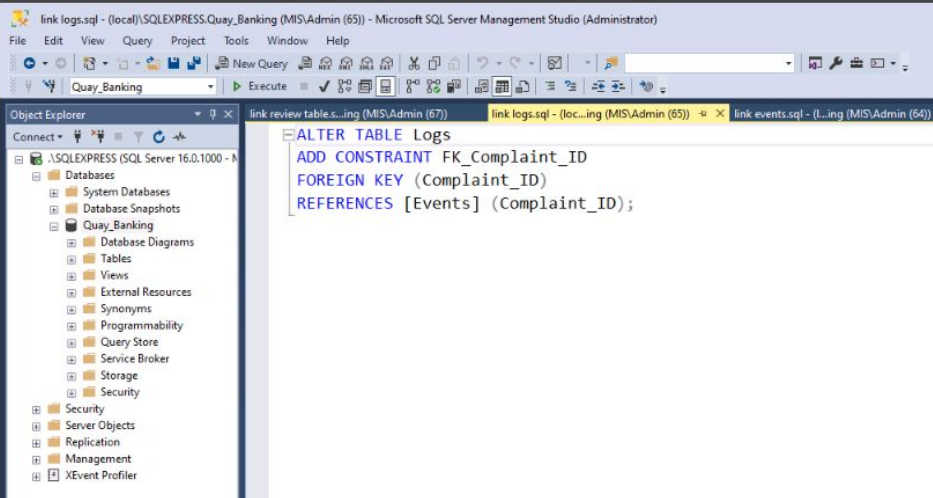 link logs.sql - (local)\SQLEXPRESS.Quay_Banking (MIS\Admin (65)) - Microsoft SQL Server Management Studio (Administrator)
File Edit View Query Project Tools Window Help
New Query
Quay_Banking Execute
Object Explorer
link review table.s...ing (MIS\Admin (67)) link logs.sql - (loc...ing (MIS\Admin (65)) link events.sql - (l...ing (MIS\Admin (64))
Connect
.\SQLEXPRESS (SQL Server 16.0.1000 -
Databases
System Databases
Database Snapshots
Quay_Banking
Database Diagrams
Tables
Views
External Resources
Synonyms
Programmability
Query Store
Service Broker
Storage
Security
Security
Server Objects
Replication
Management
XEvent Profiler
ALTER TABLE Logs
ADD CONSTRAINT FK_Complaint_ID
FOREIGN KEY (Complaint_ID)
REFERENCES [Events] (Complaint_ID);